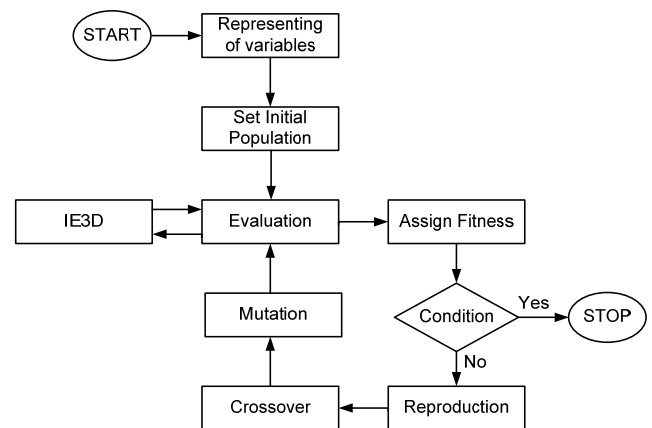 START
Representing
of variables
Set Initial
Population
IE3D
Evaluation
Assign Fitness
Mutation
Condition
Yes
STOP
No
Crossover
Reproduction